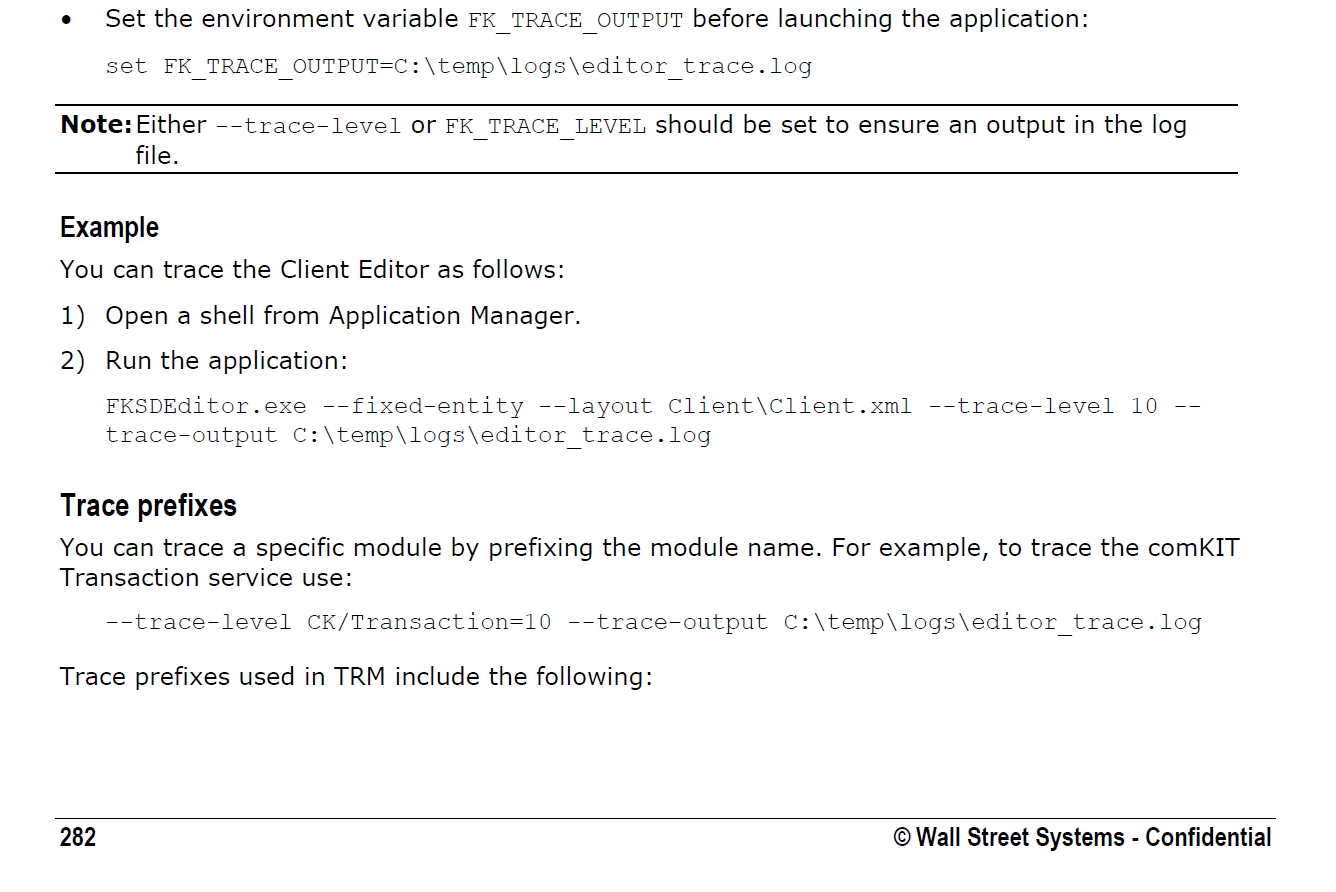 • Set the environment variable FK_TRACE_OUTPUT before launching the application:
set FK_TRACE_OUTPUT=C:\temp\logs\editor_trace.log
Note: Either --trace-level or FK_TRACE_LEVEL should be set to ensure an output in the log
file.
Example
You can trace the Client Editor as follows:
1) Open a shell from Application Manager.
2) Run the application:
FKSDEditor.exe --fixed-entity --layout Client\Client.xml --trace-level 10 --
trace-output C:\temp\logs\editor_trace.log
Trace prefixes
You can trace a specific module by prefixing the module name. For example, to trace the comKIT
Transaction service use:
--trace-level CK/Transaction=10 --trace-output C:\temp\logs\editor_trace.log
Trace prefixes used in TRM include the following:
282 © Wall Street Systems - Confidential